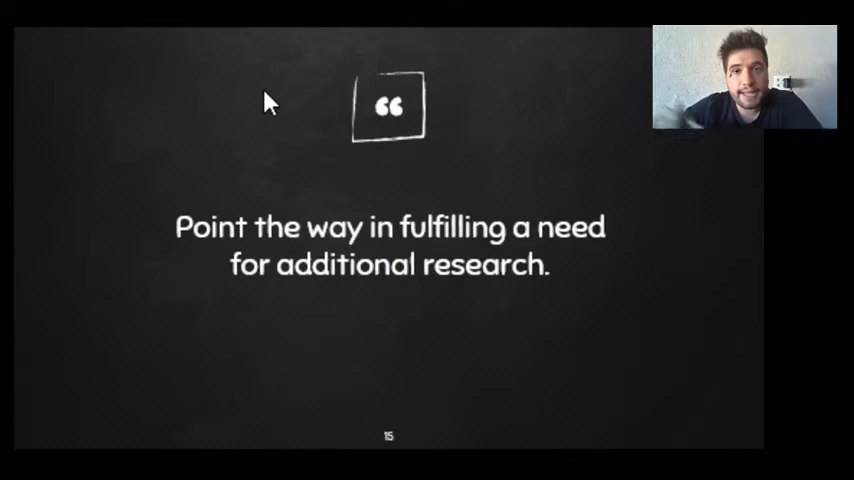 “
Point the way in fulfilling a need
for additional research.
15